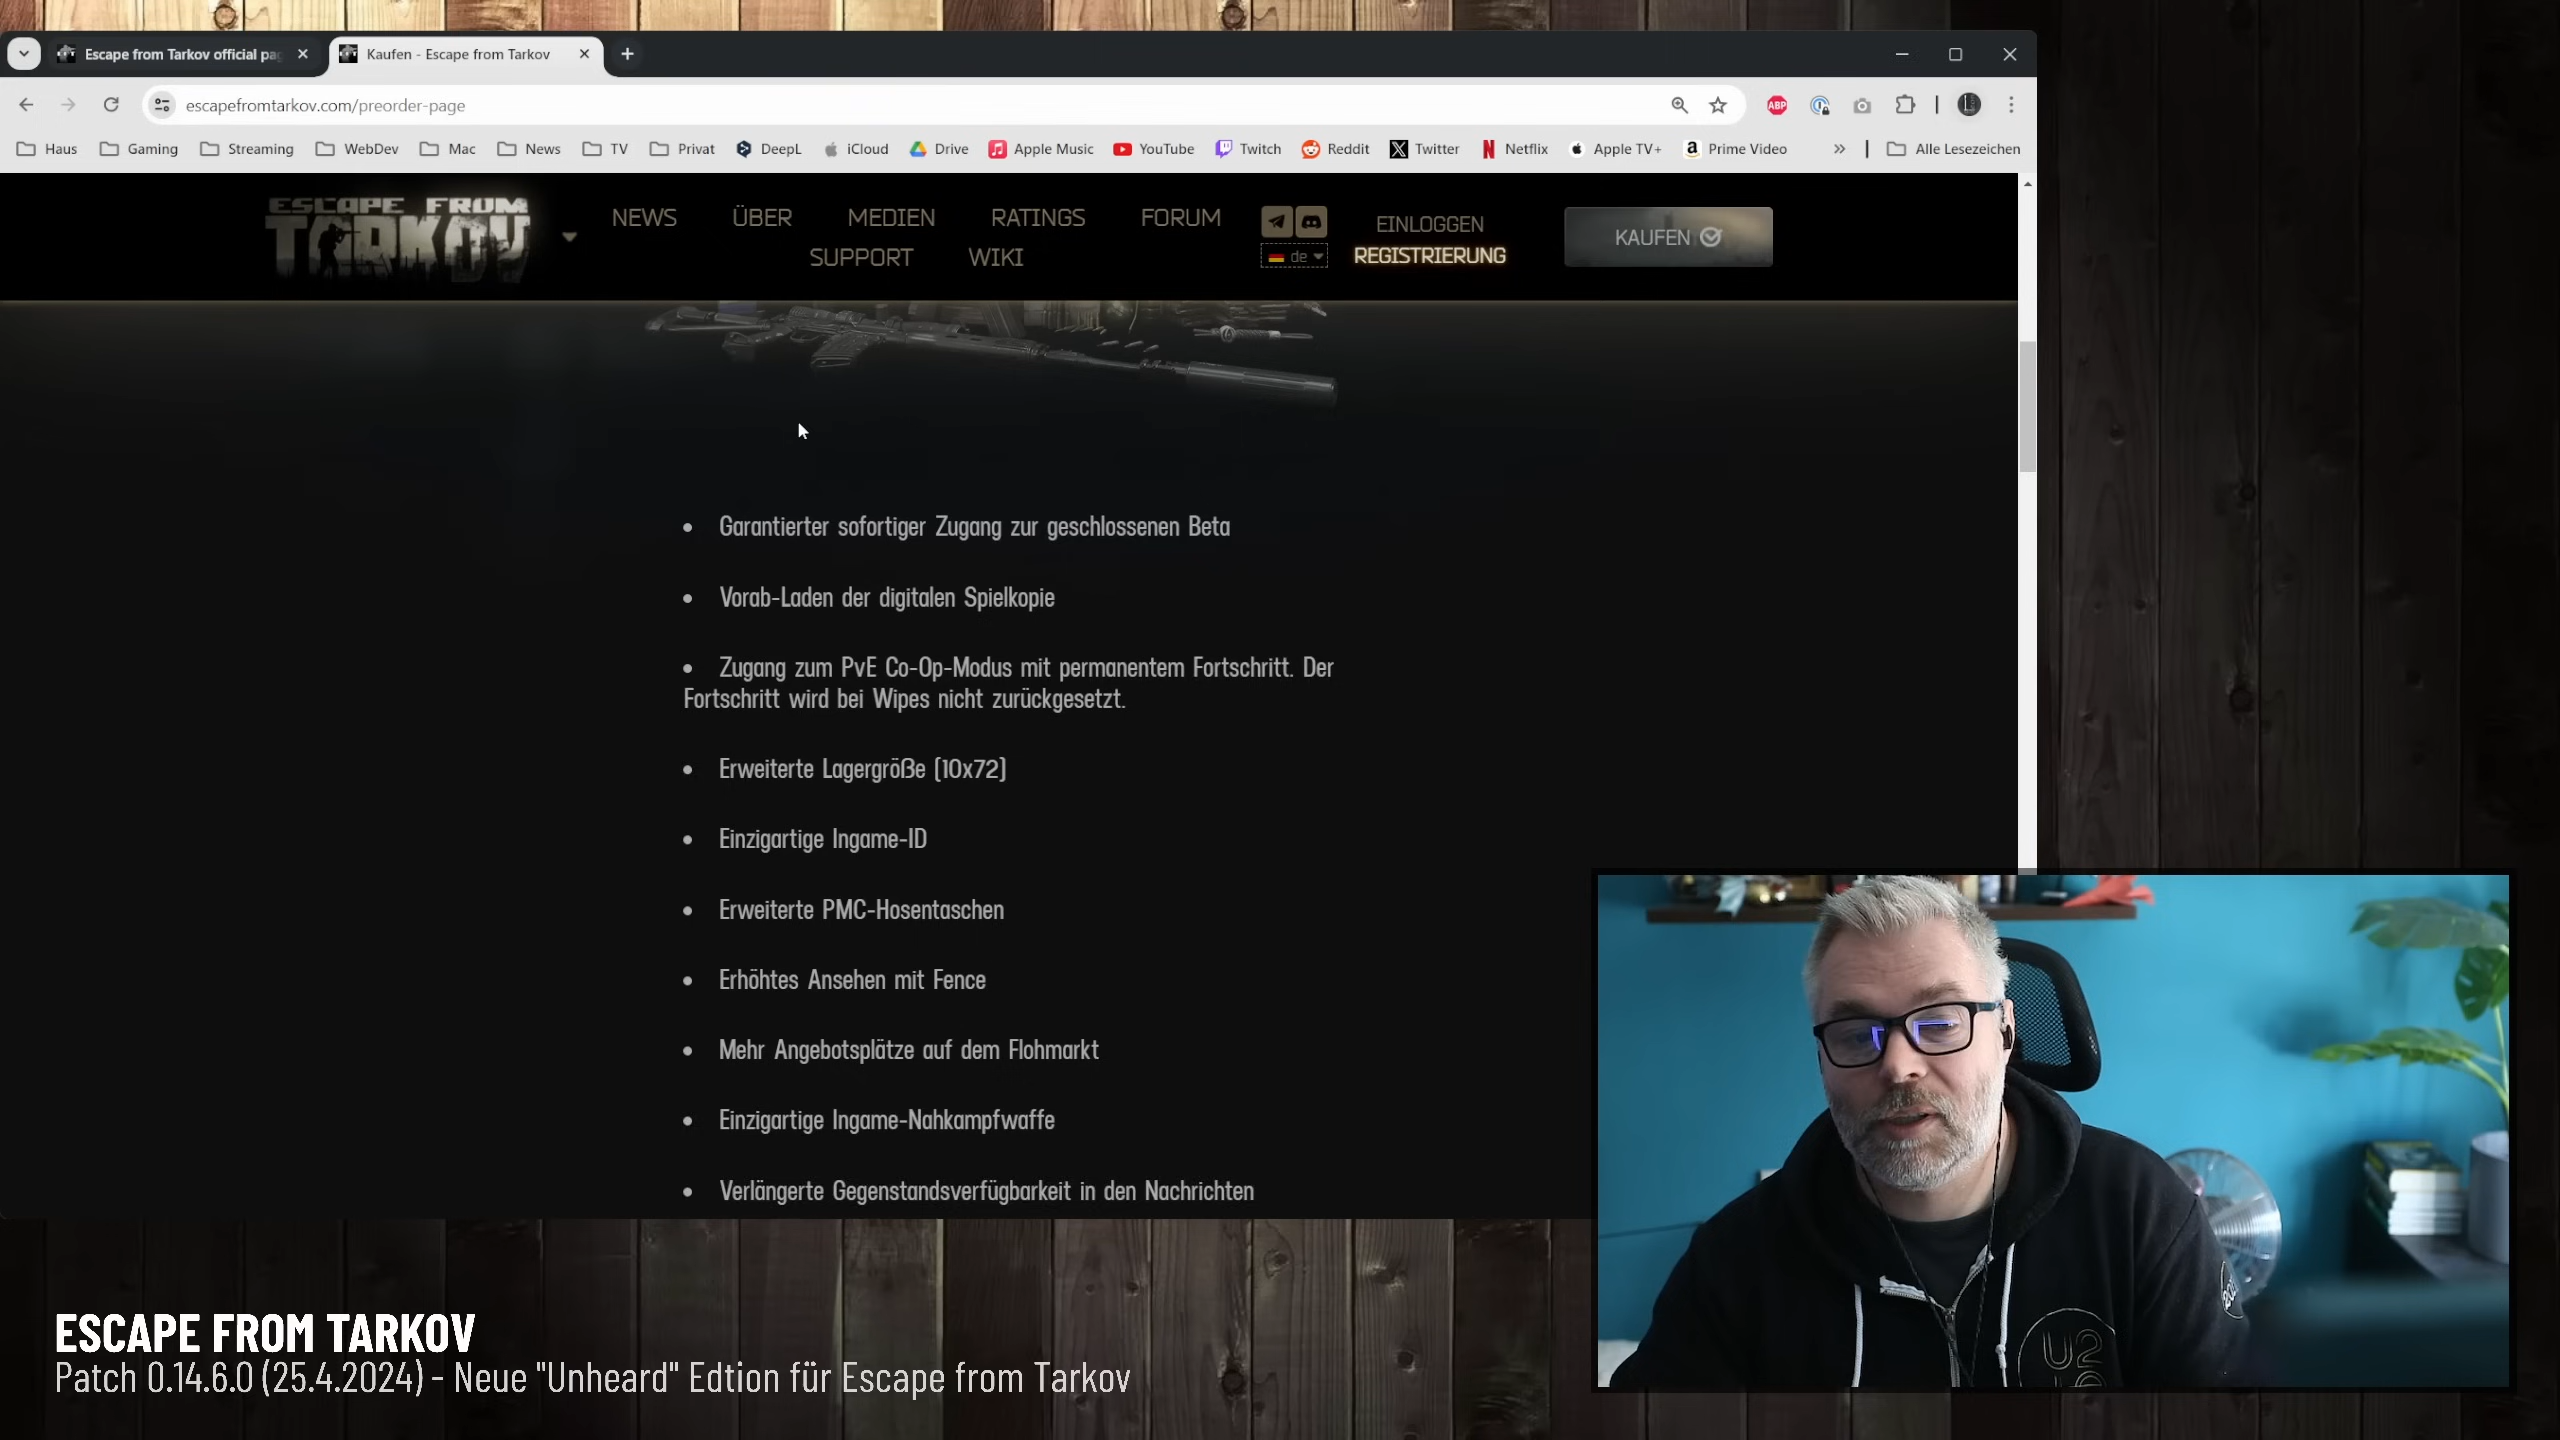 Escape from Tarkov official pa
Kaufen - Escape from Tarkov
escapefromtarkov.com/preorder-page
ABP
Haus Gaming Streaming WebDev Mac News TV Privat DeepL iCloud Drive Apple Music YouTube Twitch Reddit Twitter Netflix Apple TV+ Prime Video » Alle Lesezeichen
ESCAPE FROM
TARKOV
NEWS ÜBER MEDIEN RATINGS FORUM
SUPPORT WIKI
de
EINLOGGEN
REGISTRIERUNG
KAUFEN
• Garantierter sofortiger Zugang zur geschlossenen Beta
• Vorab-Laden der digitalen Spielkopie
• Zugang zum PvE Co-Op-Modus mit permanentem Fortschritt. Der
Fortschritt wird bei Wipes nicht zurückgesetzt.
• Erweiterte Lagergröße (10x72)
• Einzigartige Ingame-ID
• Erweiterte PMC-Hosentaschen
• Erhöhtes Ansehen mit Fence
• Mehr Angebotsplätze auf dem Flohmarkt
• Einzigartige Ingame-Nahkampfwaffe
• Verlängerte Gegenstandsverfügbarkeit in den Nachrichten
U2
ESCAPE FROM TARKOV
Patch 0.14.6.0 (25.4.2024) - Neue "Unheard" Edtion für Escape from Tarkov